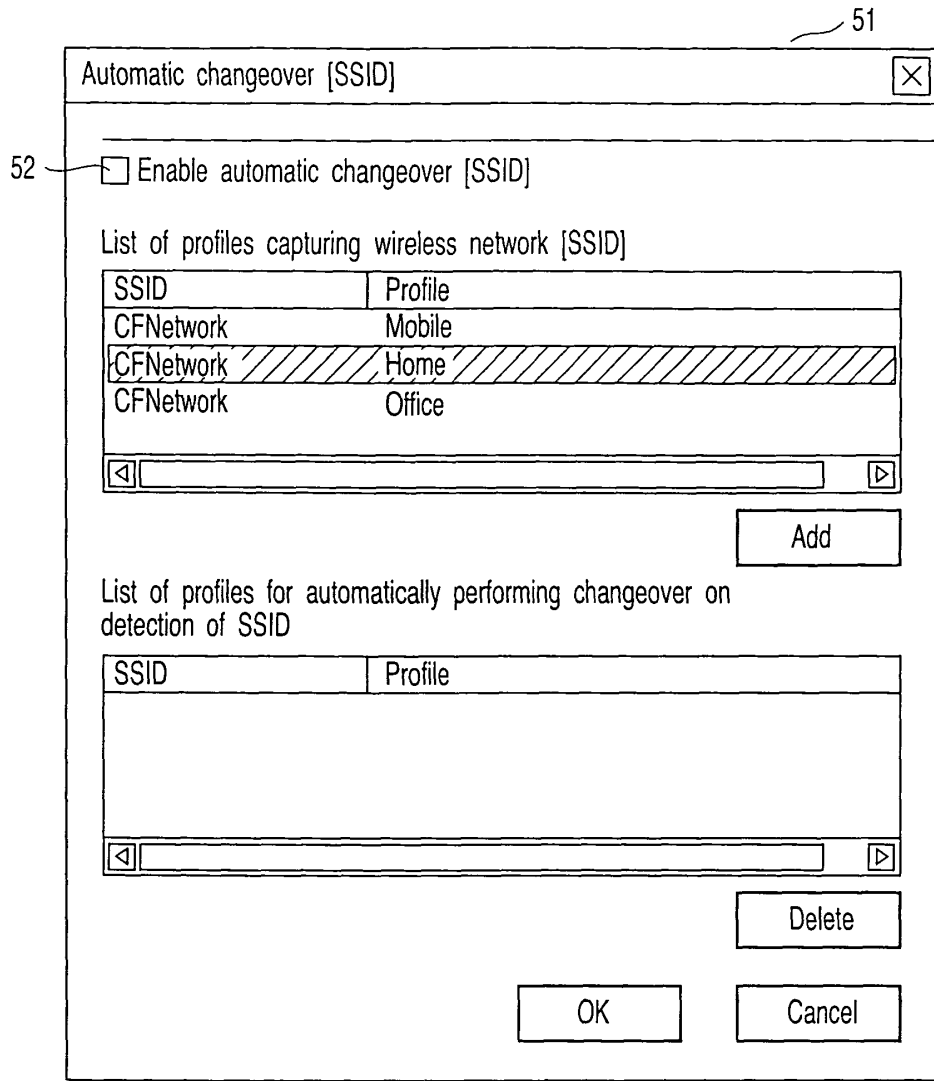 51
Automatic changeover [SSID]
52
Enable automatic changeover [SSID]
List of profiles capturing wireless network [SSID]
SSID Profile
CFNetwork Mobile
CFNetwork Home
CFNetwork Office
Add
List of profiles for automatically performing changeover on
detection of SSID
SSID Profile
Delete
OK Cancel